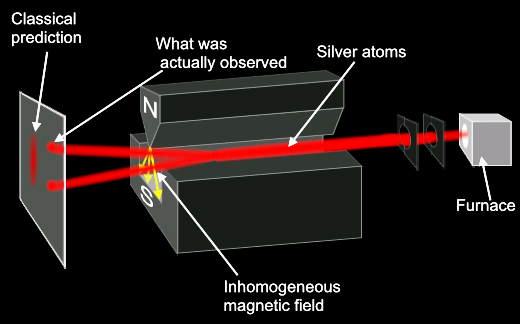 Classical
prediction
What was
actually observed
Silver atoms
N
S
Furnace
Inhomogeneous
magnetic field